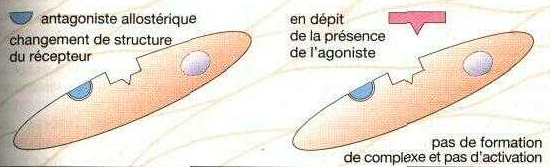 antagoniste allostérique
changement de structure
du récepteur
en dépit
de la présence
de l'agoniste
pas de formation
de complexe et pas d'activation